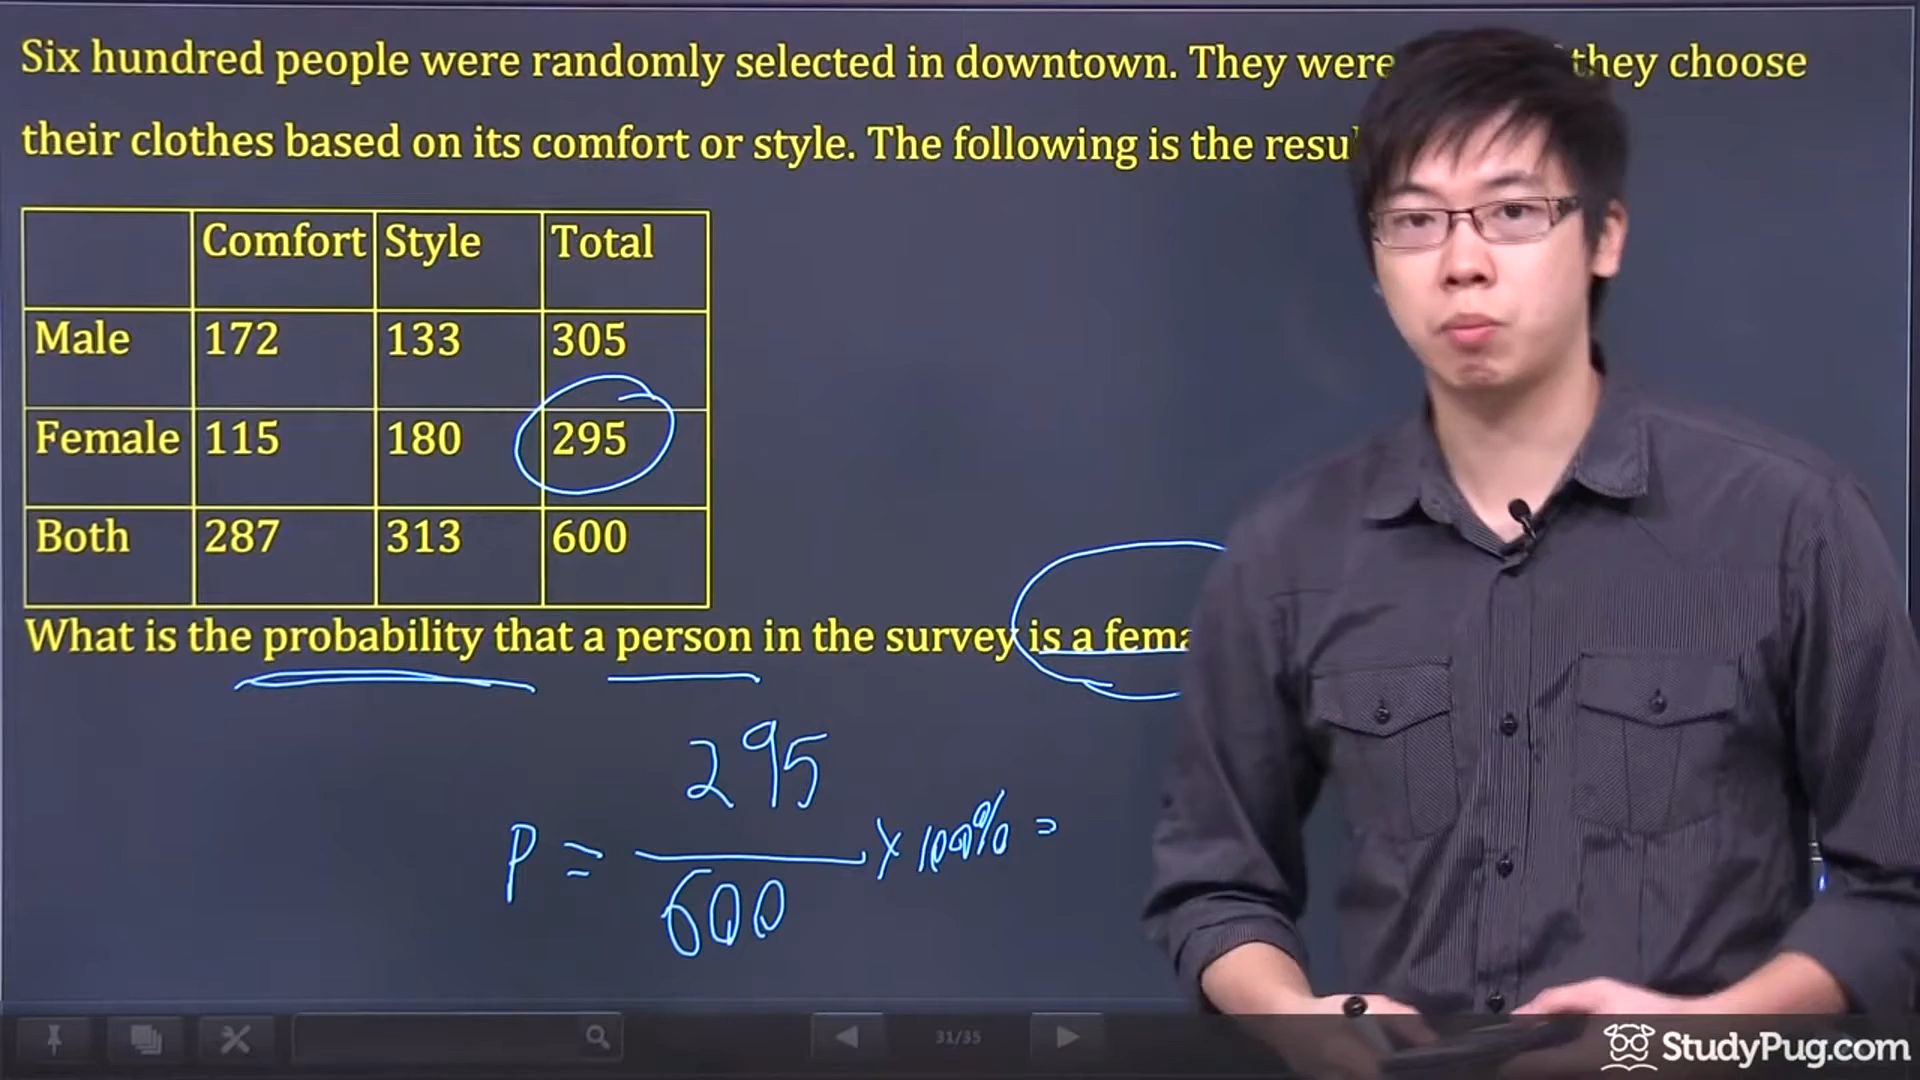 Six hundred people were randomly selected in downtown. They were they choose
their clothes based on its comfort or style. The following is the
Comfort Style Total
Male 172 133 305
Female 115 180 295
Both 287 313 600
What is the probability that a person in the survey is a
295
P = × 100% =
600
31/35
StudyPug.com